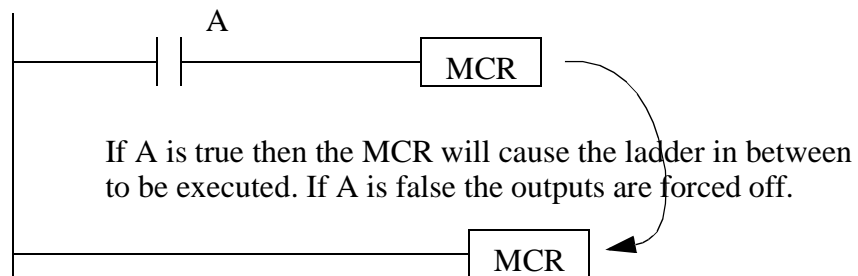 A
MCR
If A is true then the MCR will cause the ladder in between
to be executed. If A is false the outputs are forced off.
MCR